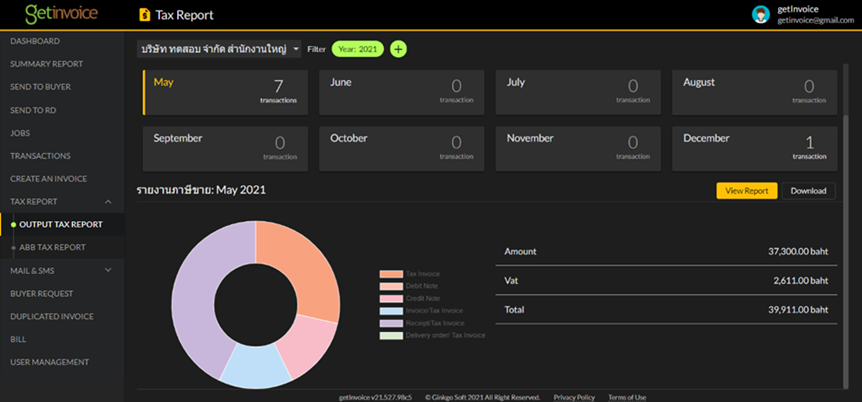 getinvoice
Tax Report
getInvoice
getinvoice@gmail.com
DASHBOARD
SUMMARY REPORT
SEND TO BUYER
SEND TO RD
JOBS
TRANSACTIONS
CREATE AN INVOICE
TAX REPORT
OUTPUT TAX REPORT
ABB TAX REPORT
MAIL & SMS
BUYER REQUEST
DUPLICATED INVOICE
BILL
USER MANAGEMENT
บริษัท ทดสอบ จำกัด สำนักงานใหญ่ Filter Year: 2021 +
May 7 transactions
June 0 transaction
July 0 transaction
August 0 transaction
September 0 transaction
October 0 transaction
November 0 transaction
December 1 transaction
รายงานภาษีขาย: May 2021
View Report Download
Tax Invoice
Debit Note
Credit Note
Invoice/Tax Invoice
Receipt/Tax Invoice
Delivery order/ Tax Invoice
Amount 37,300.00 baht
Vat 2,611.00 baht
Total 39,911.00 baht
getInvoice v21.527.98c5 © Ginkgo Soft 2021 All Right Reserved. Privacy Policy Terms of Use